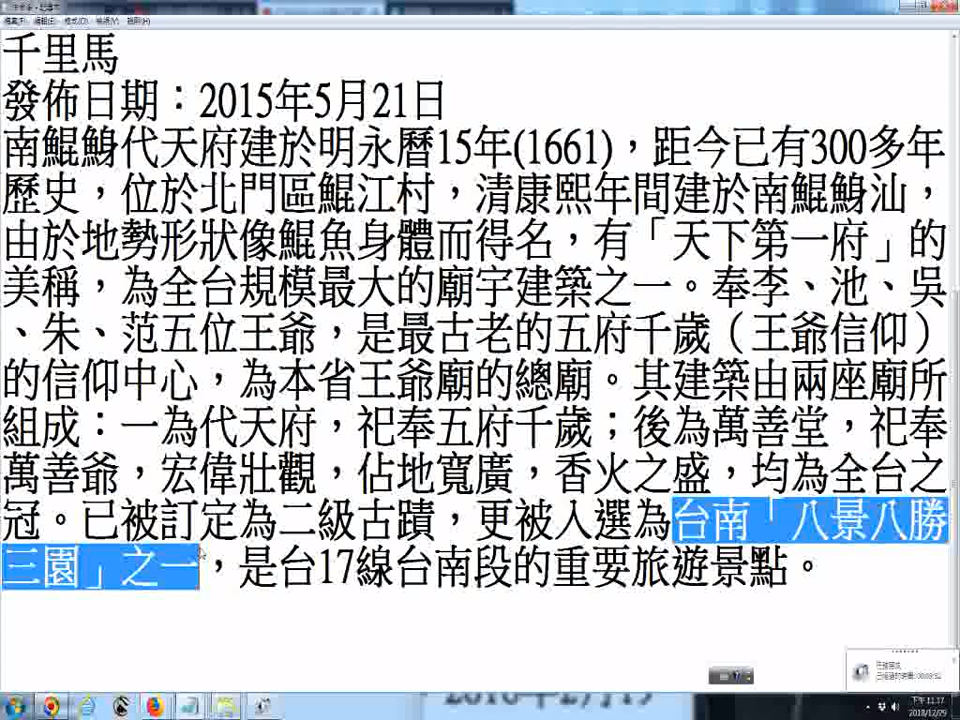 千里馬
發佈日期：2015年5月21日
南鯤鯓代天府建於明永曆15年(1661)，距今已有300多年
歷史，位於北門區鯤江村，清康熙年間建於南鯤鯓汕，
由於地勢形狀像鯤魚身體而得名，有「天下第一府」的
美稱，為全台規模最大的廟宇建築之一。奉李、池、吳
、朱、范五位王爺，是最古老的五府千歲（王爺信仰）
的信仰中心，為本省王爺廟的總廟。其建築由兩座廟所
組成：一為代天府，祀奉五府千歲；後為萬善堂，祀奉
萬善爺，宏偉壯觀，佔地寬廣，香火之盛，均為全台之
冠。已被訂定為二級古蹟，更被入選為台南「八景八勝
三園」之一，是台17線台南段的重要旅遊景點。
下午 11:17
2018/12/29